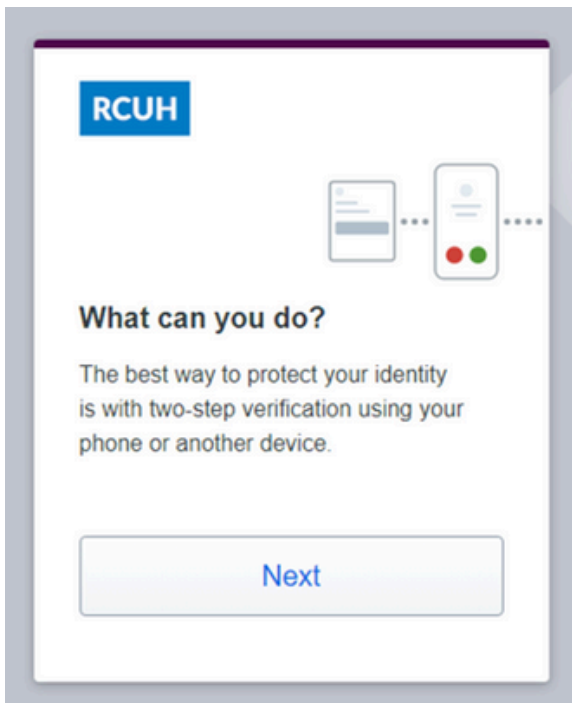 RCUH
What can you do?
The best way to protect your identity
is with two-step verification using your
phone or another device.
Next